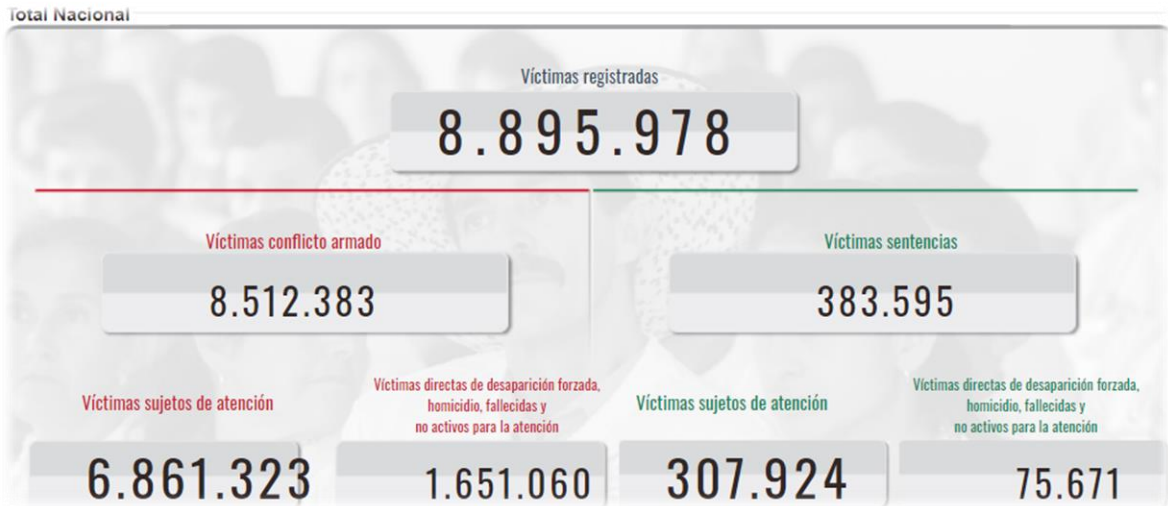 Total Nacional
Víctimas registradas
8.895.978
Víctimas conflicto armado
8.512.383
Víctimas sentencias
383.595
Víctimas sujetos de atención
6.861.323
Víctimas directas de desaparición forzada,
homicidio, fallecidas y
no activos para la atención
1.651.060
Víctimas sujetos de atención
307.924
Víctimas directas de desaparición forzada,
homicidio, fallecidas y
no activos para la atención
75.671